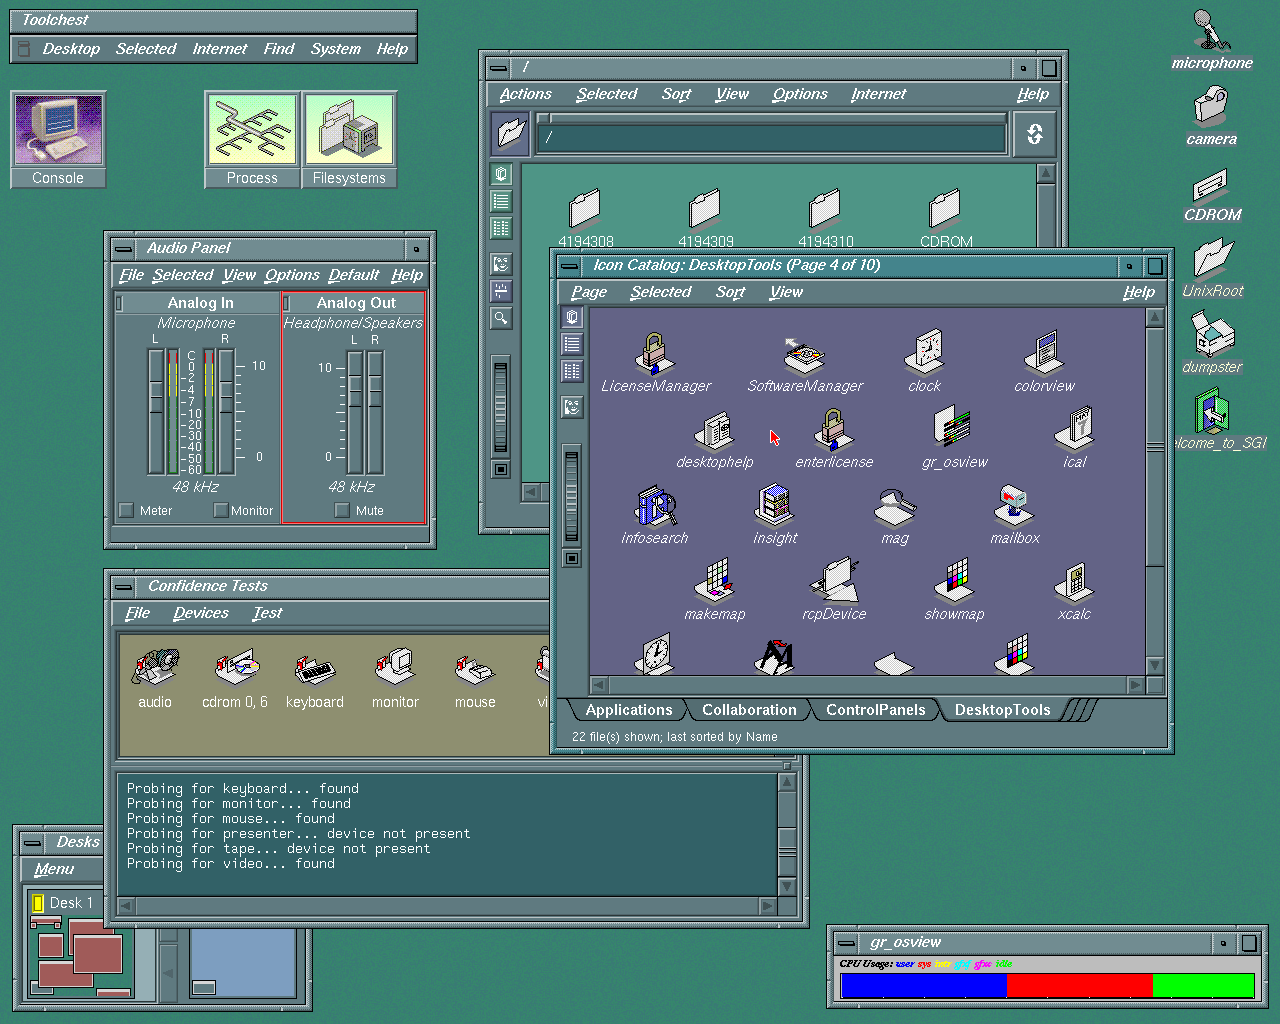 Toolchest
Desktop Selected Internet Find System Help
Console
Process
Filesystems
microphone
camera
CDROM
UnixRoot
dumpster
elcome_to_SGI
/
Actions Selected Sort View Options Internet Help
/
4194308 4194309 4194310 CDROM
Audio Panel
File Selected View Options Default Help
Analog In
Microphone
L R
C
0
-2
-4
-7
-10
-20
-30
-40
-50
-60
10
0
48 kHz
Meter Monitor
Analog Out
Headphone/Speakers
L R
10
0
48 kHz
Mute
Icon Catalog: DesktopTools (Page 4 of 10)
Page Selected Sort View Help
LicenseManager SoftwareManager clock colorview
desktophelp enterlicense gr_osview ical
infosearch insight mag mailbox
makemap rcpDevice showmap xcalc
Applications Collaboration ControlPanels DesktopTools
22 file(s) shown; last sorted by Name
Confidence Tests
File Devices Test
audio cdrom 0, 6 keyboard monitor mouse vi
Probing for keyboard... found
Probing for monitor... found
Probing for mouse... found
Probing for presenter... device not present
Probing for tape... device not present
Probing for video... found
Desks
Menu
Desk 1
gr_osview
CPU Usage: user sys intr gfxf gfxc idle